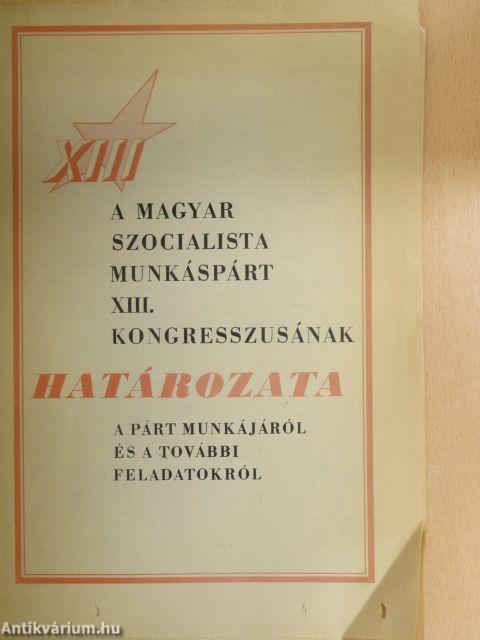 XIII
A MAGYAR
SZOCIALISTA
MUNKÁSPÁRT
XIII.
KONGRESSZUSÁNAK
HATÁROZATA
A PÁRT MUNKÁJÁRÓL
ÉS A TOVÁBBI
FELADATOKRÓL
Antikvárium.hu